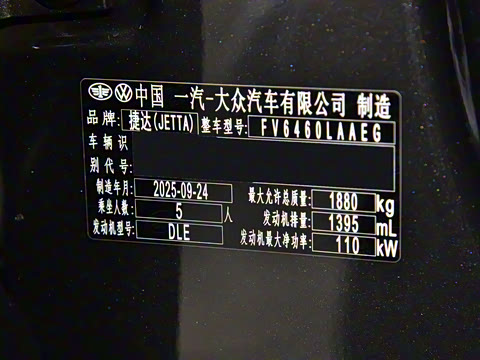 中国 一汽-大众汽车有限公司 制造
品牌: 捷达(JETTA) 整车型号: FV6460LAAEG
车辆识
别代号:
制造年月: 2025-09-24 最大允许总质量: 1880 kg
乘坐人数: 5 人 发动机排量: 1395 mL
发动机型号: DLE 发动机最大净功率: 110 kW